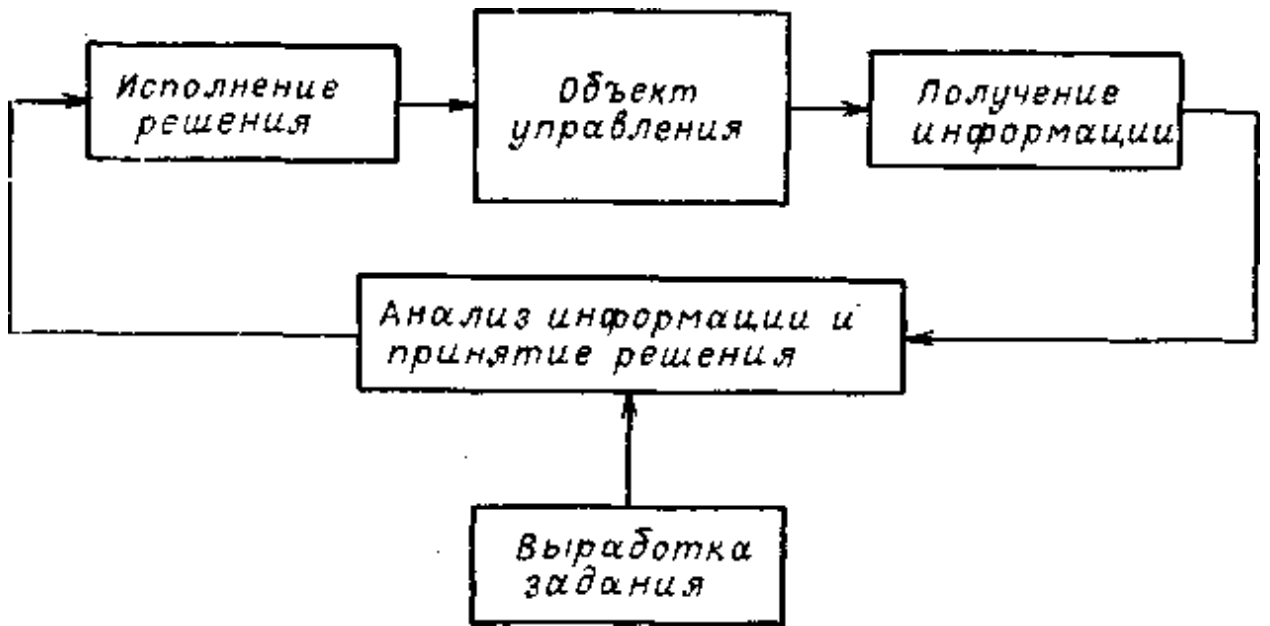 Исполнение
решения
Объект
управления
Получение
информации
Анализ информации и
принятие решения
Выработка
задания